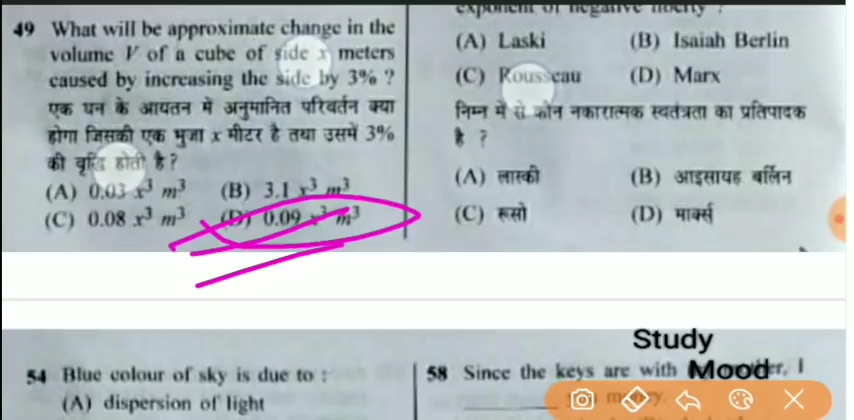 49 What will be approximate change in the
volume V of a cube of side x meters
caused by increasing the side by 3% ?
एक घन के आयतन में अनुमानित परिवर्तन क्या
होगा जिसकी एक भुजा x मीटर है तथा उसमें 3%
की वृद्धि होती है ?
(A) 0.03 x³ m³ (B) 3.1 x³ m³
(C) 0.08 x³ m³ (D) 0.09 x³ m³
exponent of negative liberty ?
(A) Laski (B) Isaiah Berlin
(C) Rousseau (D) Marx
निम्न में से कौन नकारात्मक स्वतंत्रता का प्रतिपादक
है ?
(A) लास्की (B) आइसायह बर्लिन
(C) रूसो (D) मार्क्स
Study
Mood
54 Blue colour of sky is due to :
(A) dispersion of light
58 Since the keys are with I